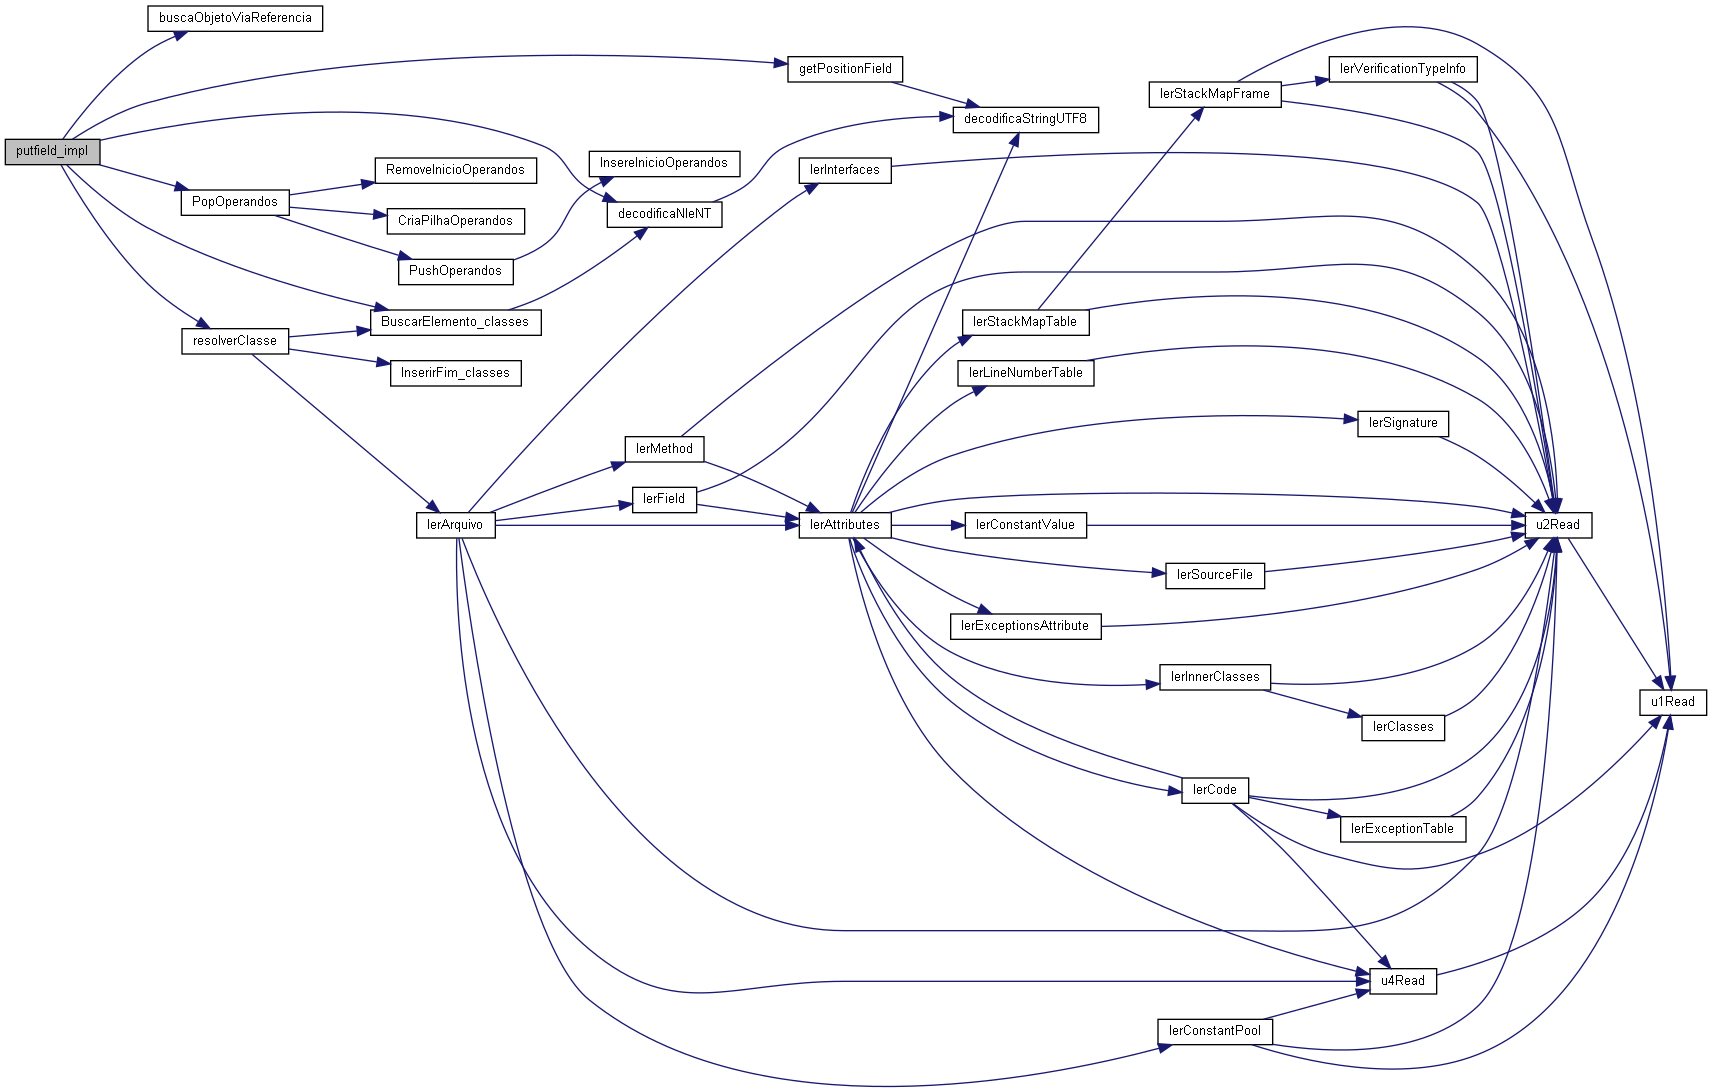 buscaObjetoViaReferencia
getPositionField
lerVerificationTypeInfo
lerStackMapFrame
decodificaStringUTF8
putfield_impl
InsereInicioOperandos
RemoveInicioOperandos
lerInterfaces
PopOperandos
decodificaNIeNT
CriaPilhaOperandos
PushOperandos
BuscarElemento_classes
lerStackMapTable
resolverClasse
InserirFim_classes
lerLineNumberTable
lerSignature
lerMethod
lerField
lerArquivo
lerAttributes
lerConstantValue
u2Read
lerSourceFile
lerExceptionsAttribute
lerInnerClasses
u1Read
lerClasses
lerCode
lerExceptionTable
u4Read
lerConstantPool